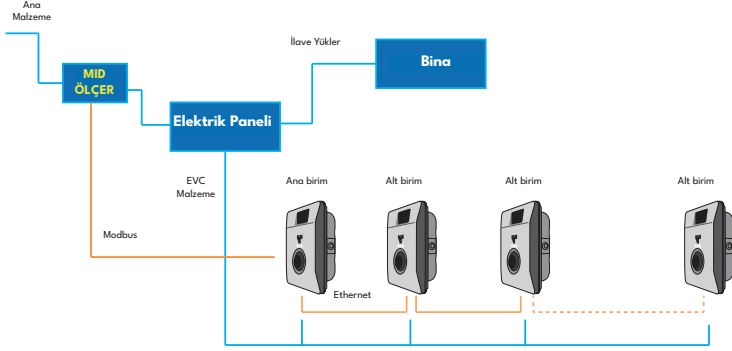 Ana
Malzeme
İlave Yükler
Bina
MID
ÖLÇER
Elektrik Paneli
EVC
Malzeme
Ana birim
Alt birim
Alt birim
Alt birim
Modbus
Ethernet